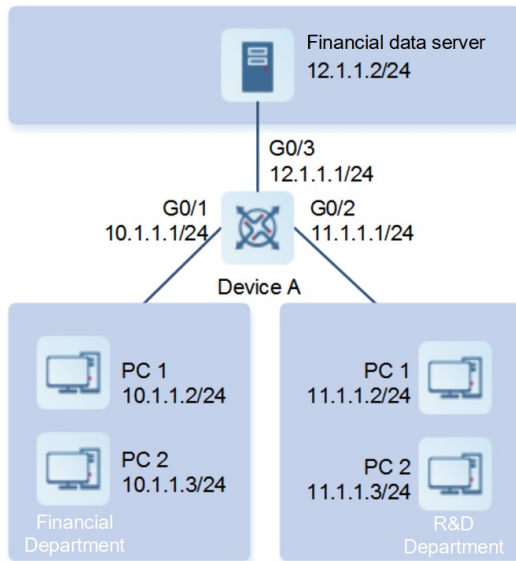 Financial data server
12.1.1.2/24
G0/3
12.1.1.1/24
G0/1
10.1.1.1/24
G0/2
11.1.1.1/24
Device A
PC 1
10.1.1.2/24
PC 2
10.1.1.3/24
Financial
Department
PC 1
11.1.1.2/24
PC 2
11.1.1.3/24
R&D
Department